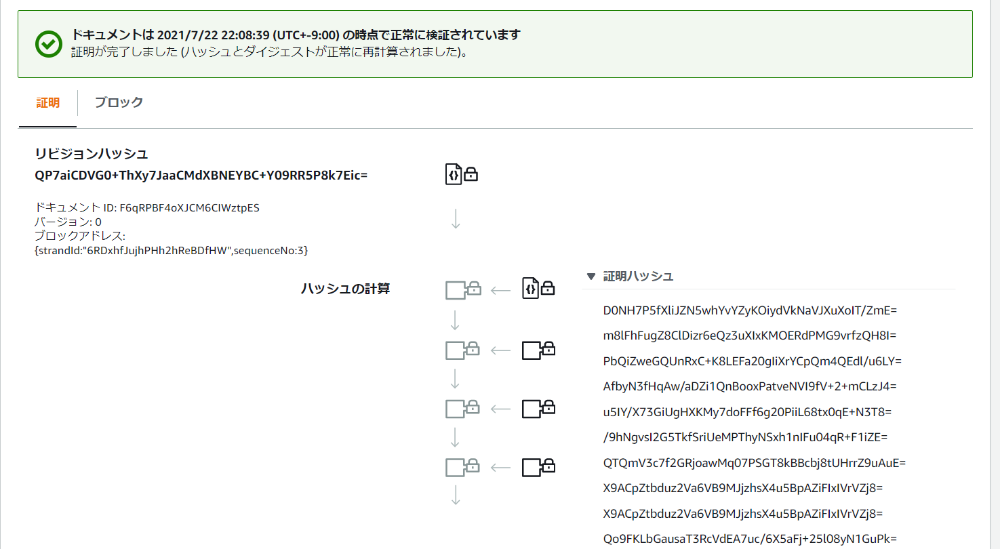 ドキュメントは 2021/7/22 22:08:39 (UTC+-9:00) の時点で正常に検証されています
証明が完了しました (ハッシュとダイジェストが正常に再計算されました)。
証明
ブロック
リビジョンハッシュ
QP7aiCDVG0+ThXy7JaaCMdXBNEYBC+Y09RR5P8k7Eic=
ドキュメント ID: F6qRPBF4oXJCM6CIWztpES
バージョン: 0
ブロックアドレス:
{strandId:"6RDxhfJujhPHh2hReBDfHW",sequenceNo:3}
ハッシュの計算
▼ 証明ハッシュ
D0NH7P5fXliJZN5whYvYZyKOiydVkNaVJXuXoIT/ZmE=
m8lFhFugZ8ClDizr6eQz3uXIxKMOERdPMG9vrfzQH8I=
PbQiZweGQUnRxC+K8LEFa20gIiXrYCpQm4QEdl/u6LY=
AfbyN3fHqAw/aDZi1QnBooxPatveNVI9fV+2+mCLzJ4=
u5IY/X73GiUgHXKMy7doFFf6g20PiiL68tx0qE+N3T8=
/9hNgvsI2G5TkfSriUeMPThyNSxh1nIFu04qR+F1iZE=
QTQmV3c7f2GRjoawMq07PSGT8kBBcbj8tUHrrZ9uAuE=
X9ACpZtbduz2Va6VB9MJjzhsX4u5BpAZiFIxIVrVZj8=
X9ACpZtbduz2Va6VB9MJjzhsX4u5BpAZiFIxIVrVZj8=
Qo9FKLbGausaT3RcVdEA7uc/6X5aFj+25l08yN1GuPk=